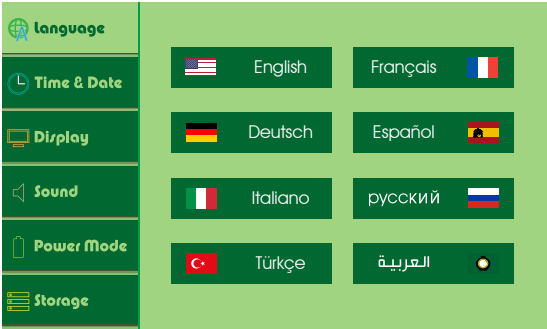 Language
Time & Date
Display
Sound
Power Mode
Storage
English
Français
Deutsch
Español
Italiano
русский
Türkçe
العربية